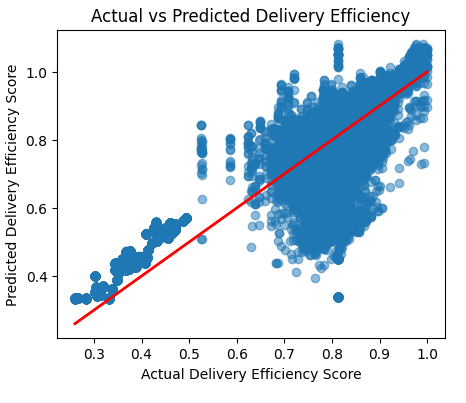 Actual vs Predicted Delivery Efficiency
Predicted Delivery Efficiency Score
1.0
0.8
0.6
0.4
0.3 0.4 0.5 0.6 0.7 0.8 0.9 1.0
Actual Delivery Efficiency Score